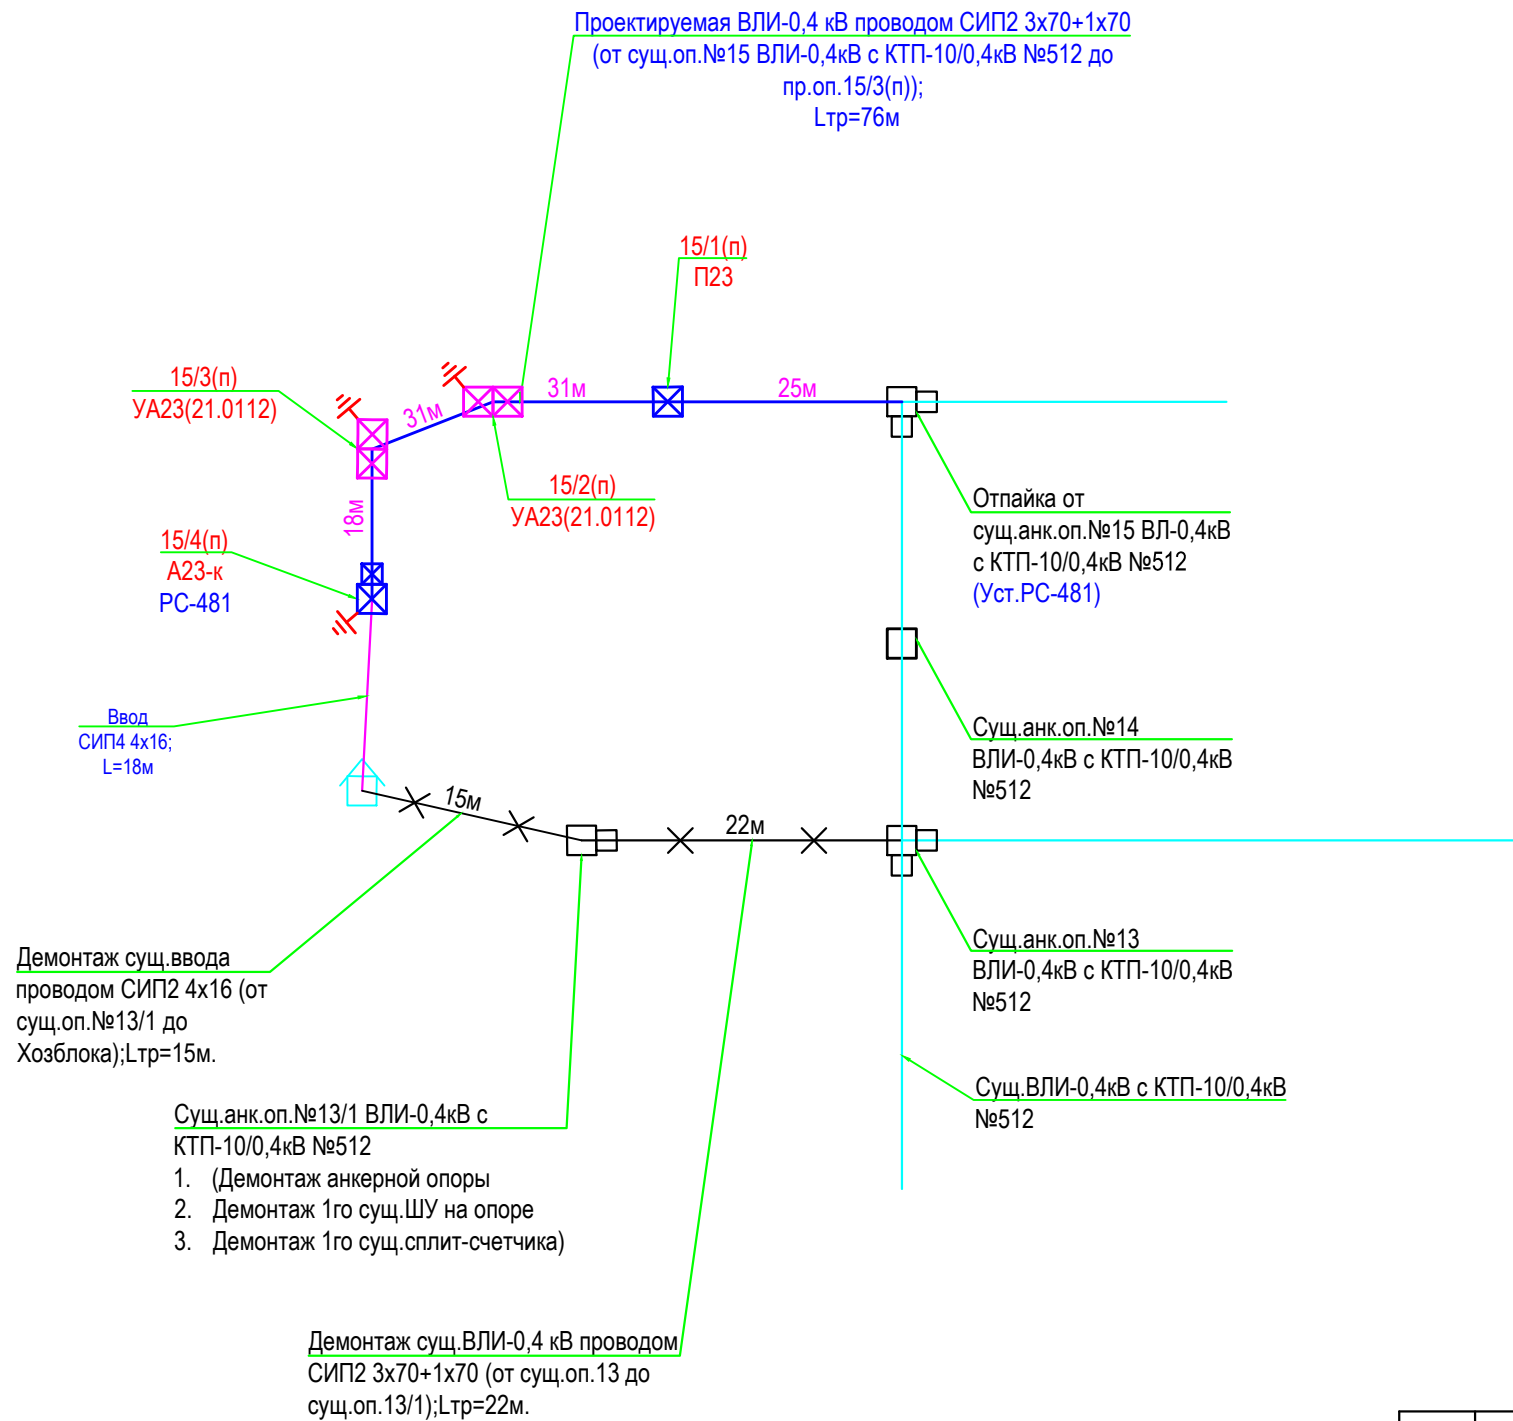 Проектируемая ВЛИ-0,4 кВ проводом СИП2 3х70+1х70
(от сущ.оп.№15 ВЛИ-0,4кВ с КТП-10/0,4кВ №512 до
пр.оп.15/3(п));
Lтр=76м
15/1(п)
П23
15/3(п)
УА23(21.0112)
31м
31м
25м
15/2(п)
УА23(21.0112)
18м
Отпайка от
сущ.анк.оп.№15 ВЛ-0,4кВ
с КТП-10/0,4кВ №512
(Уст.РС-481)
15/4(п)
А23-к
РС-481
Ввод
СИП4 4х16;
L=18м
Сущ.анк.оп.№14
ВЛИ-0,4кВ с КТП-10/0,4кВ
№512
15м
22м
Сущ.анк.оп.№13
ВЛИ-0,4кВ с КТП-10/0,4кВ
№512
Демонтаж сущ.ввода
проводом СИП2 4х16 (от
сущ.оп.№13/1 до
Хозблока);Lтр=15м.
Сущ.ВЛИ-0,4кВ с КТП-10/0,4кВ
№512
Сущ.анк.оп.№13/1 ВЛИ-0,4кВ с
КТП-10/0,4кВ №512
1. (Демонтаж анкерной опоры
2. Демонтаж 1го сущ.ШУ на опоре
3. Демонтаж 1го сущ.сплит-счетчика)
Демонтаж сущ.ВЛИ-0,4 кВ проводом
СИП2 3х70+1х70 (от сущ.оп.13 до
сущ.оп.13/1);Lтр=22м.